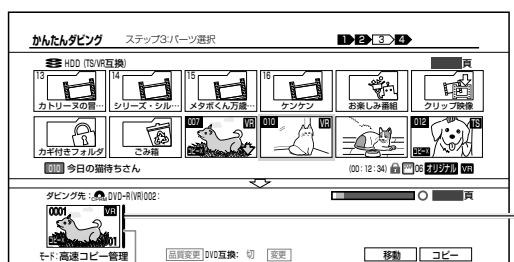 かんたんダビング ステップ3:パーツ選択 1 2 3 4
HDD (TS/VR互換) 頁
13 14 15 16
カトリーヌの冒… シリーズ・シル… メタボくん万歳… ケンケン お楽しみ番組 クリップ映像
007 VR 010 VR 012 TS
カギ付きフォルダ ごみ箱 コピー×
010 今日の猫待ちさん (00:12:34) 06 オリジナル VR
ダビング先: DVD-R(VR)002: 頁
0001 VR
モード:高速コピー管理 品質変更 DVD互換: 切 変更 移動 コピー